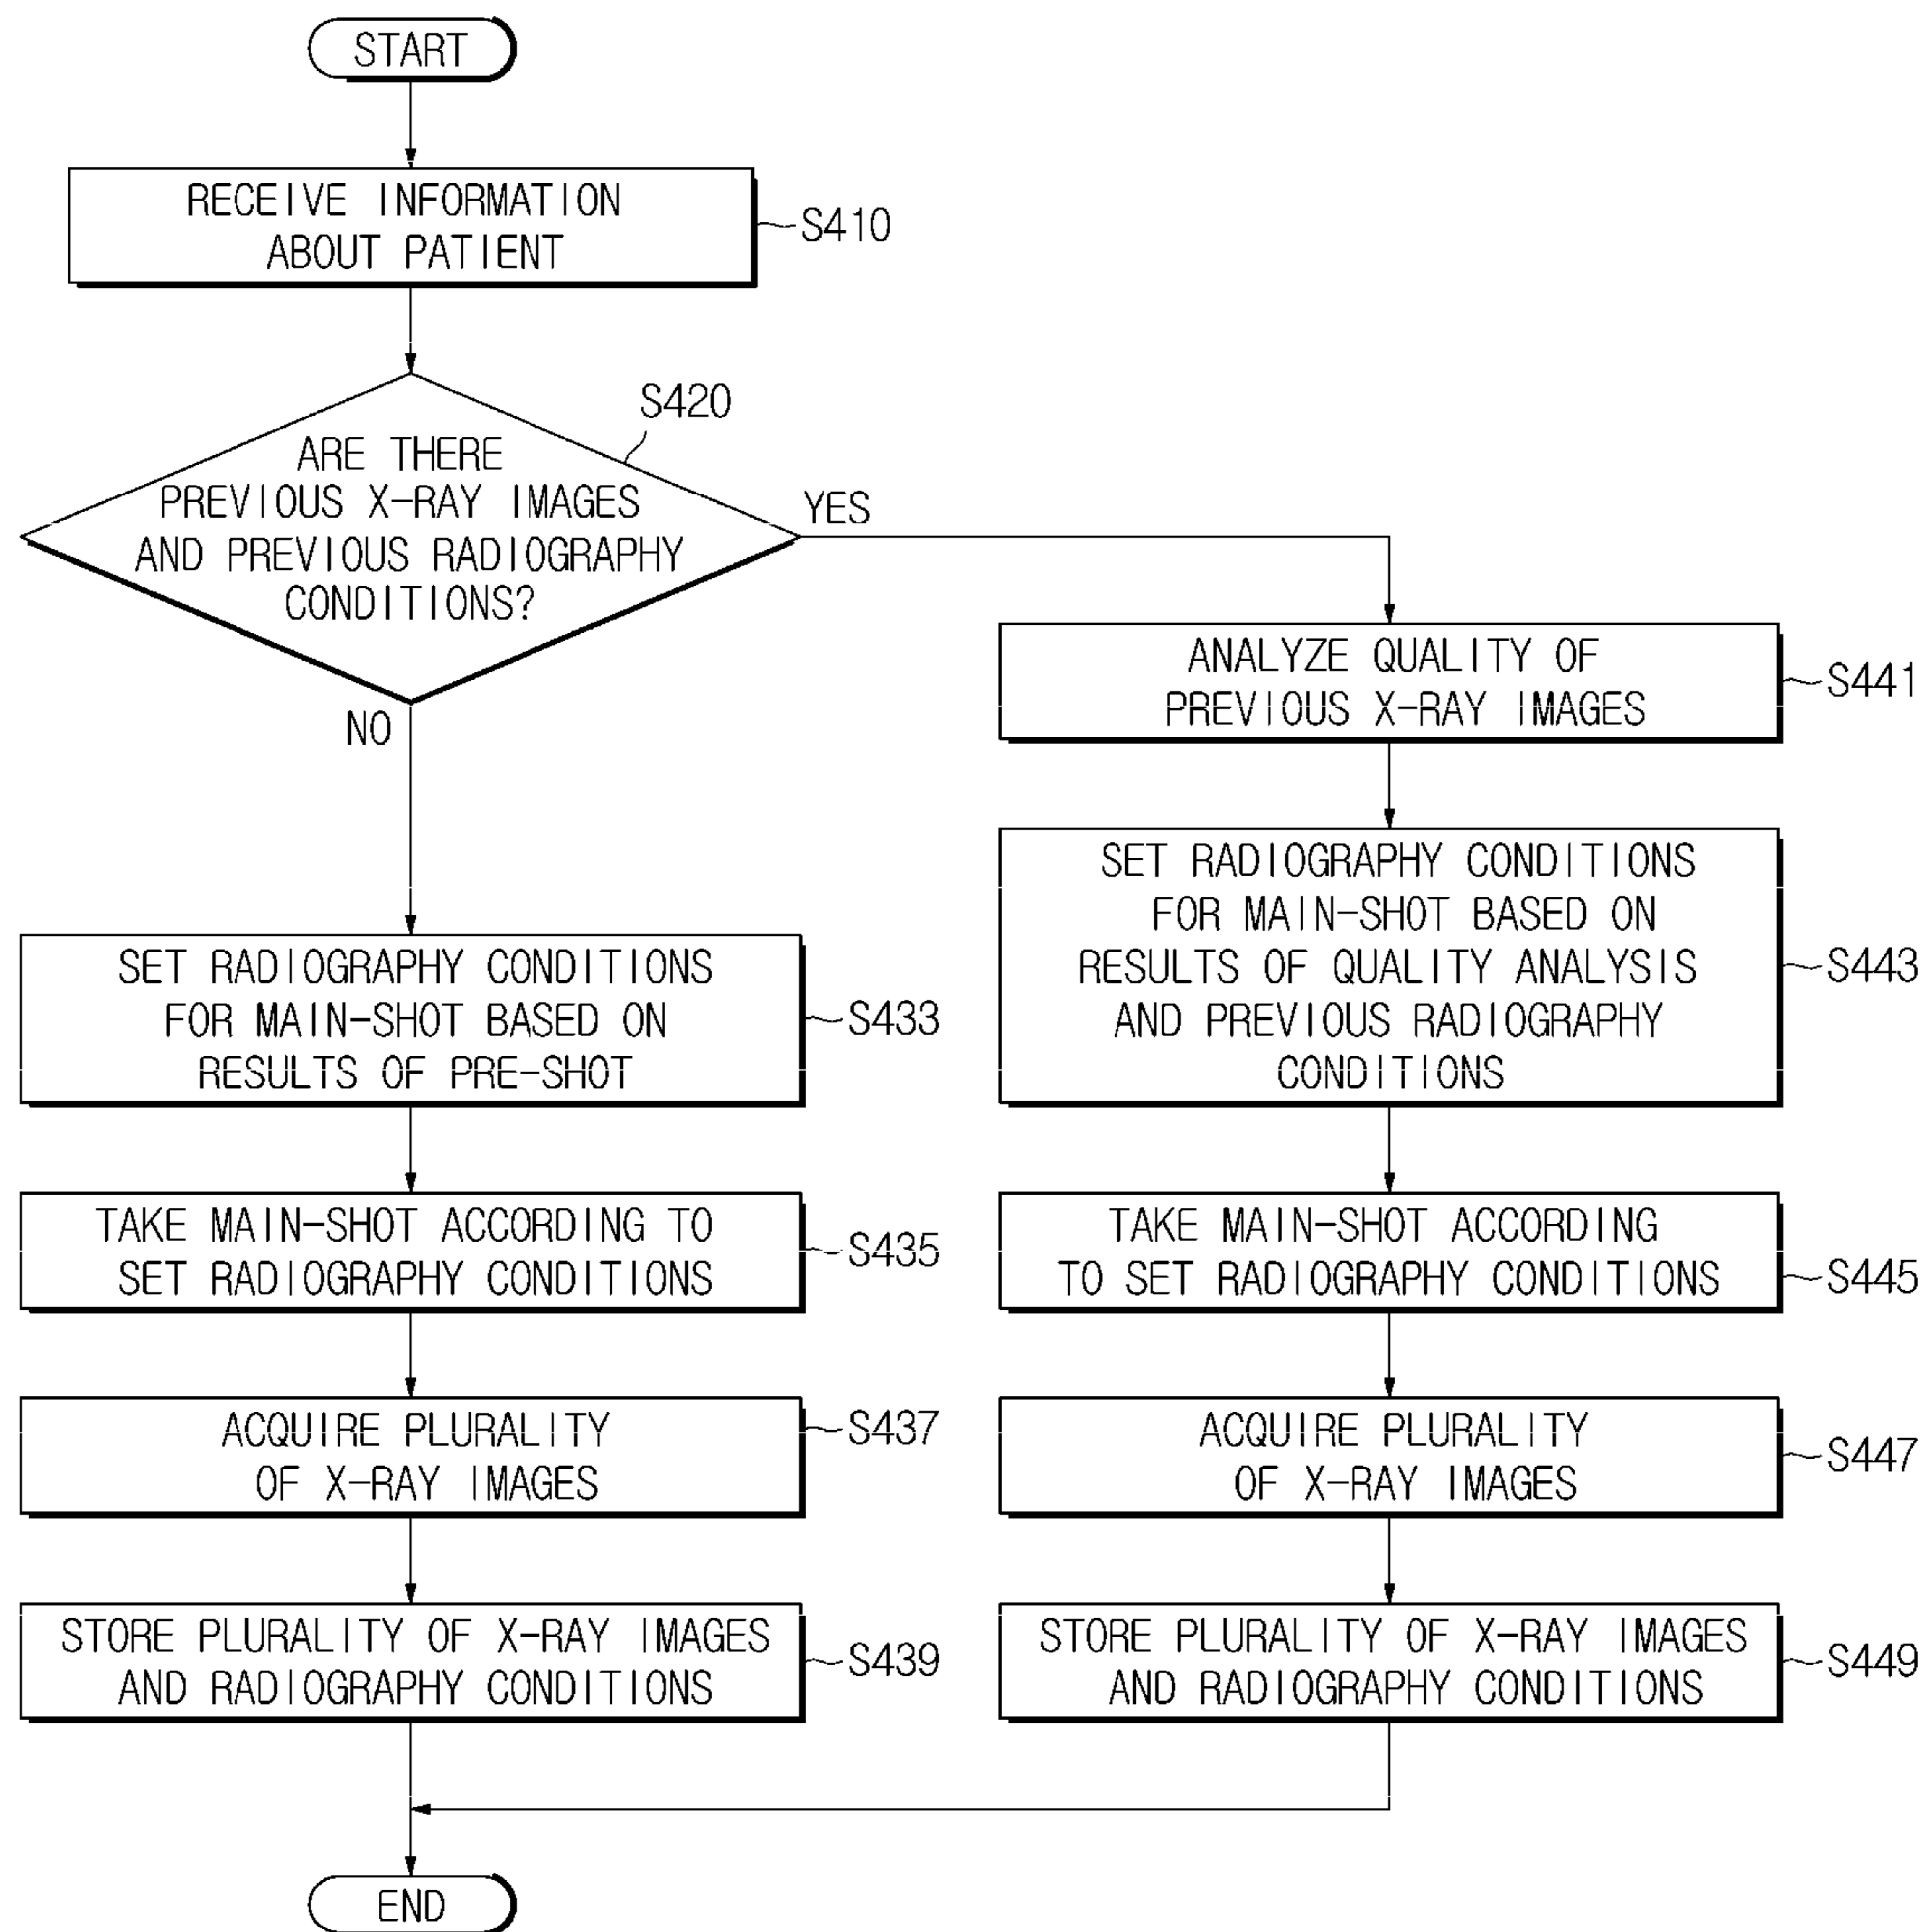 START
RECEIVE INFORMATION
ABOUT PATIENT
S410
S420
ARE THERE
PREVIOUS X-RAY IMAGES
AND PREVIOUS RADIOGRAPHY
CONDITIONS?
YES
NO
SET RADIOGRAPHY CONDITIONS
FOR MAIN-SHOT BASED ON
RESULTS OF PRE-SHOT
S433
TAKE MAIN-SHOT ACCORDING TO
SET RADIOGRAPHY CONDITIONS
S435
ACQUIRE PLURALITY
OF X-RAY IMAGES
S437
STORE PLURALITY OF X-RAY IMAGES
AND RADIOGRAPHY CONDITIONS
S439
ANALYZE QUALITY OF
PREVIOUS X-RAY IMAGES
S441
SET RADIOGRAPHY CONDITIONS
FOR MAIN-SHOT BASED ON
RESULTS OF QUALITY ANALYSIS
AND PREVIOUS RADIOGRAPHY
CONDITIONS
S443
TAKE MAIN-SHOT ACCORDING
TO SET RADIOGRAPHY CONDITIONS
S445
ACQUIRE PLURALITY
OF X-RAY IMAGES
S447
STORE PLURALITY OF X-RAY IMAGES
AND RADIOGRAPHY CONDITIONS
S449
END